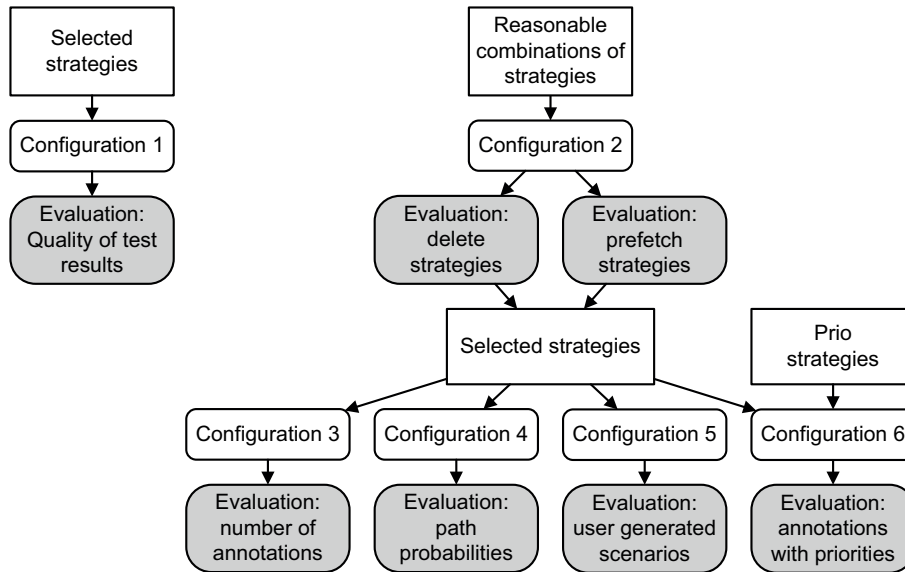 Selected
strategies
Configuration 1
Evaluation:
Quality of test
results
Reasonable
combinations of
strategies
Configuration 2
Evaluation:
delete
strategies
Evaluation:
prefetch
strategies
Selected strategies
Prio
strategies
Configuration 3
Configuration 4
Configuration 5
Configuration 6
Evaluation:
number of
annotations
Evaluation:
path
probabilities
Evaluation:
user generated
scenarios
Evaluation:
annotations
with priorities